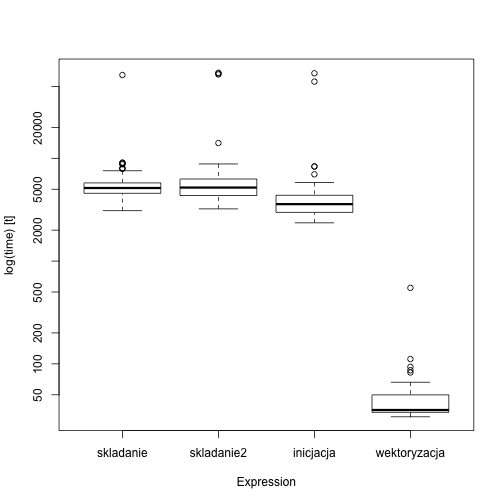 log(time) [t]
20000
5000
2000
500
200
100
50
skladanie
skladanie2
inicjacja
wektoryzacja
Expression